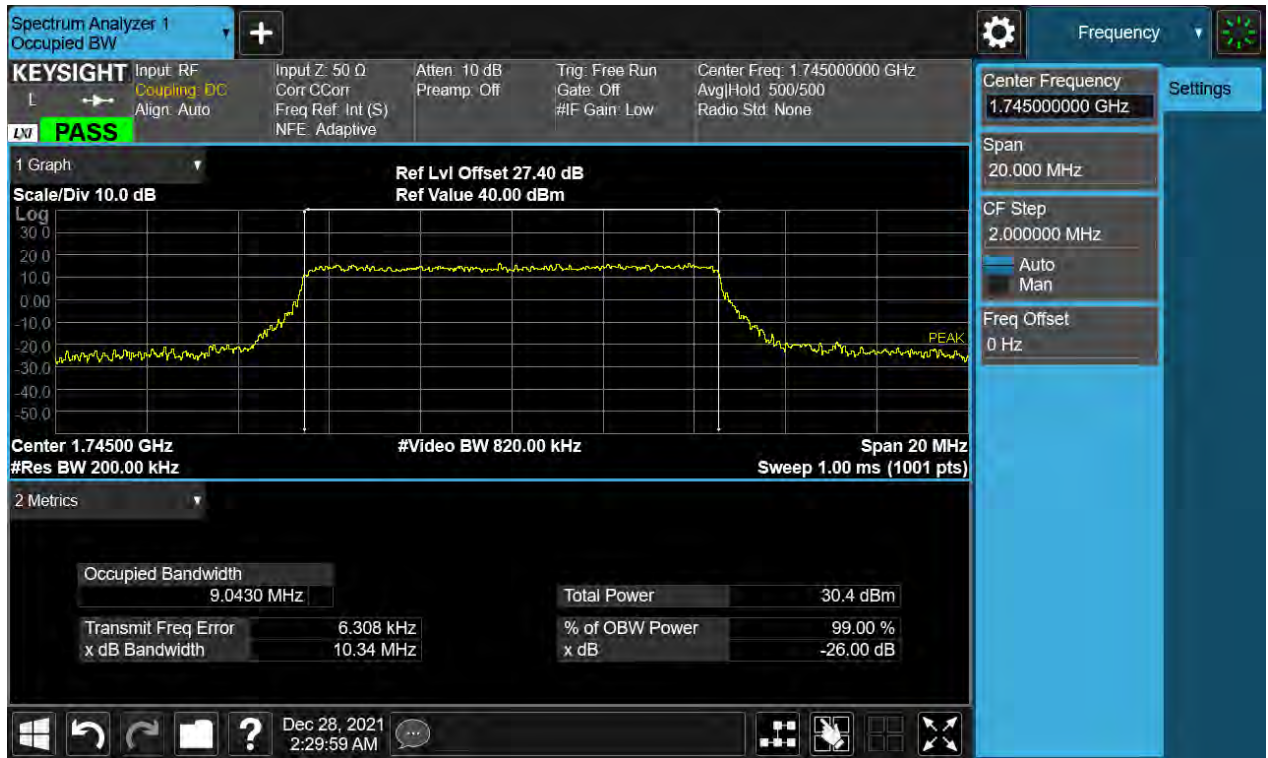 Spectrum Analyzer 1
Occupied BW
+
Frequency
KEYSIGHT
L
LXI
PASS
Input: RF
Coupling: DC
Align: Auto
Input Z: 50 Ω
Corr CCorr
Freq Ref: Int (S)
NFE: Adaptive
Atten: 10 dB
Preamp: Off
Trig: Free Run
Gate: Off
#IF Gain: Low
Center Freq: 1.745000000 GHz
Avg|Hold: 500/500
Radio Std: None
Center Frequency
1.745000000 GHz
Settings
Span
20.000 MHz
CF Step
2.000000 MHz
Auto
Man
Freq Offset
0 Hz
1 Graph
Scale/Div 10.0 dB
Ref Lvl Offset 27.40 dB
Ref Value 40.00 dBm
Log
30.0
20.0
10.0
0.00
-10.0
-20.0
-30.0
-40.0
-50.0
PEAK
Center 1.74500 GHz
#Video BW 820.00 kHz
Span 20 MHz
#Res BW 200.00 kHz
Sweep 1.00 ms (1001 pts)
2 Metrics
Occupied Bandwidth
9.0430 MHz
Total Power 30.4 dBm
Transmit Freq Error 6.308 kHz
% of OBW Power 99.00 %
x dB Bandwidth 10.34 MHz
x dB -26.00 dB
?
Dec 28, 2021
2:29:59 AM